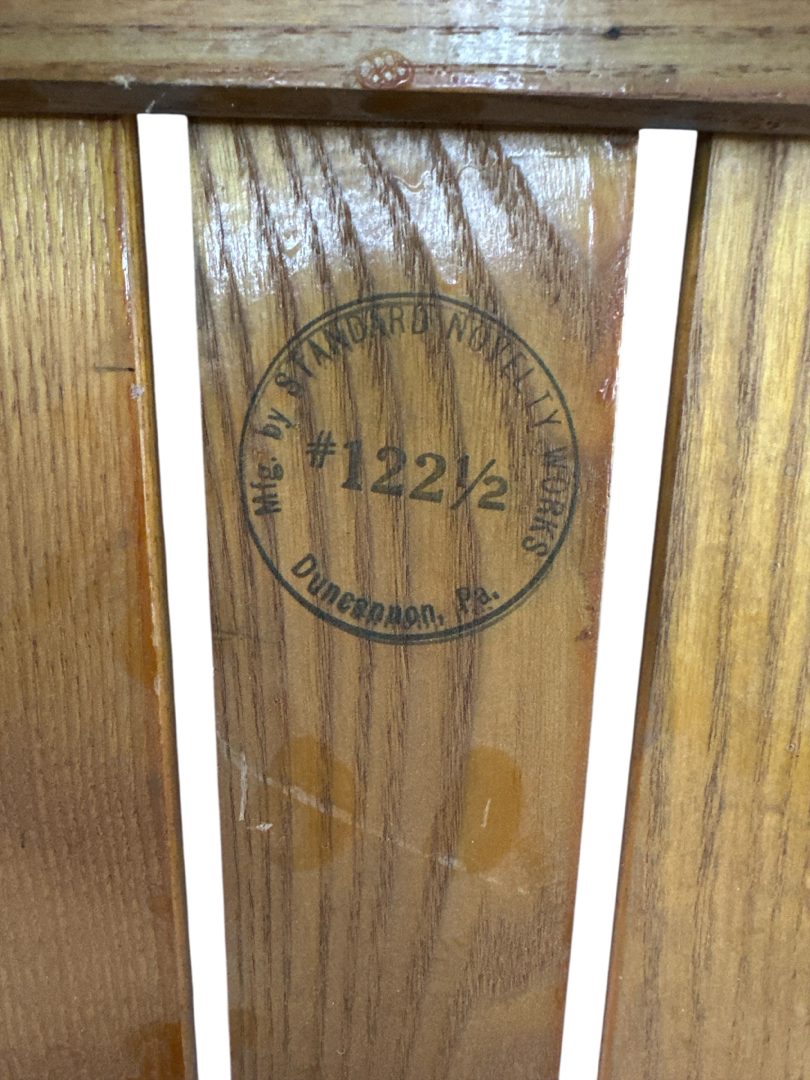 Mfg. by STANDARD NOVELTY WORKS
#122½
Duncannon, Pa.